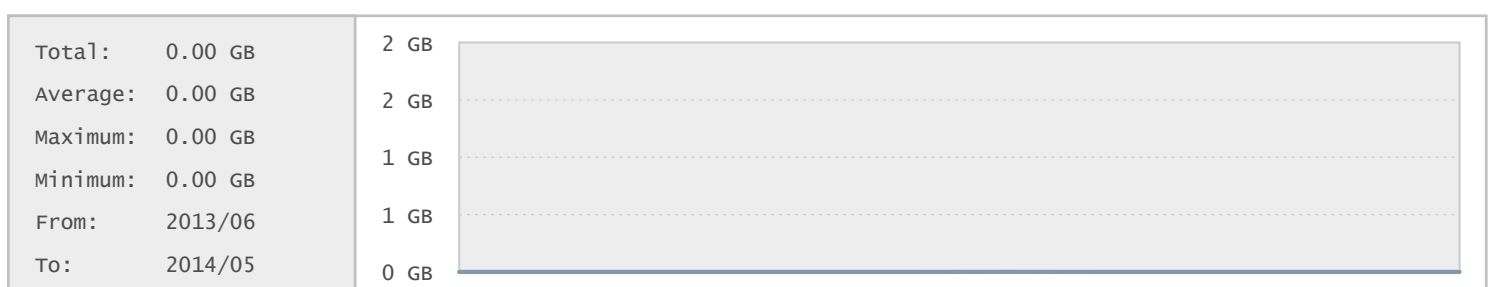 Total: 0.00 GB
Average: 0.00 GB
Maximum: 0.00 GB
Minimum: 0.00 GB
From: 2013/06
To: 2014/05
2 GB
2 GB
1 GB
1 GB
0 GB